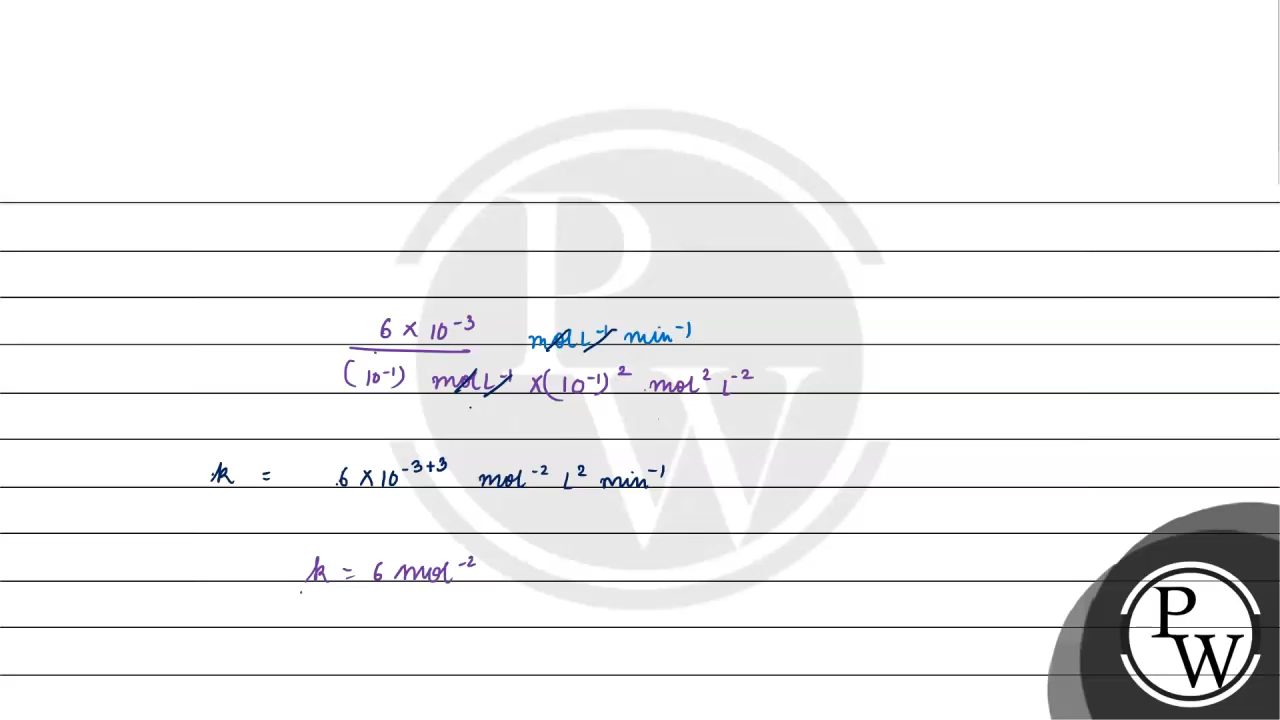 6 × 10⁻³ mol L⁻¹ min⁻¹
(10⁻¹) mol L⁻¹ ×(10⁻¹)² mol² L⁻²
k = 6 × 10⁻³⁺³ mol⁻² L² min⁻¹
k = 6 mol⁻²
P
W
P
W